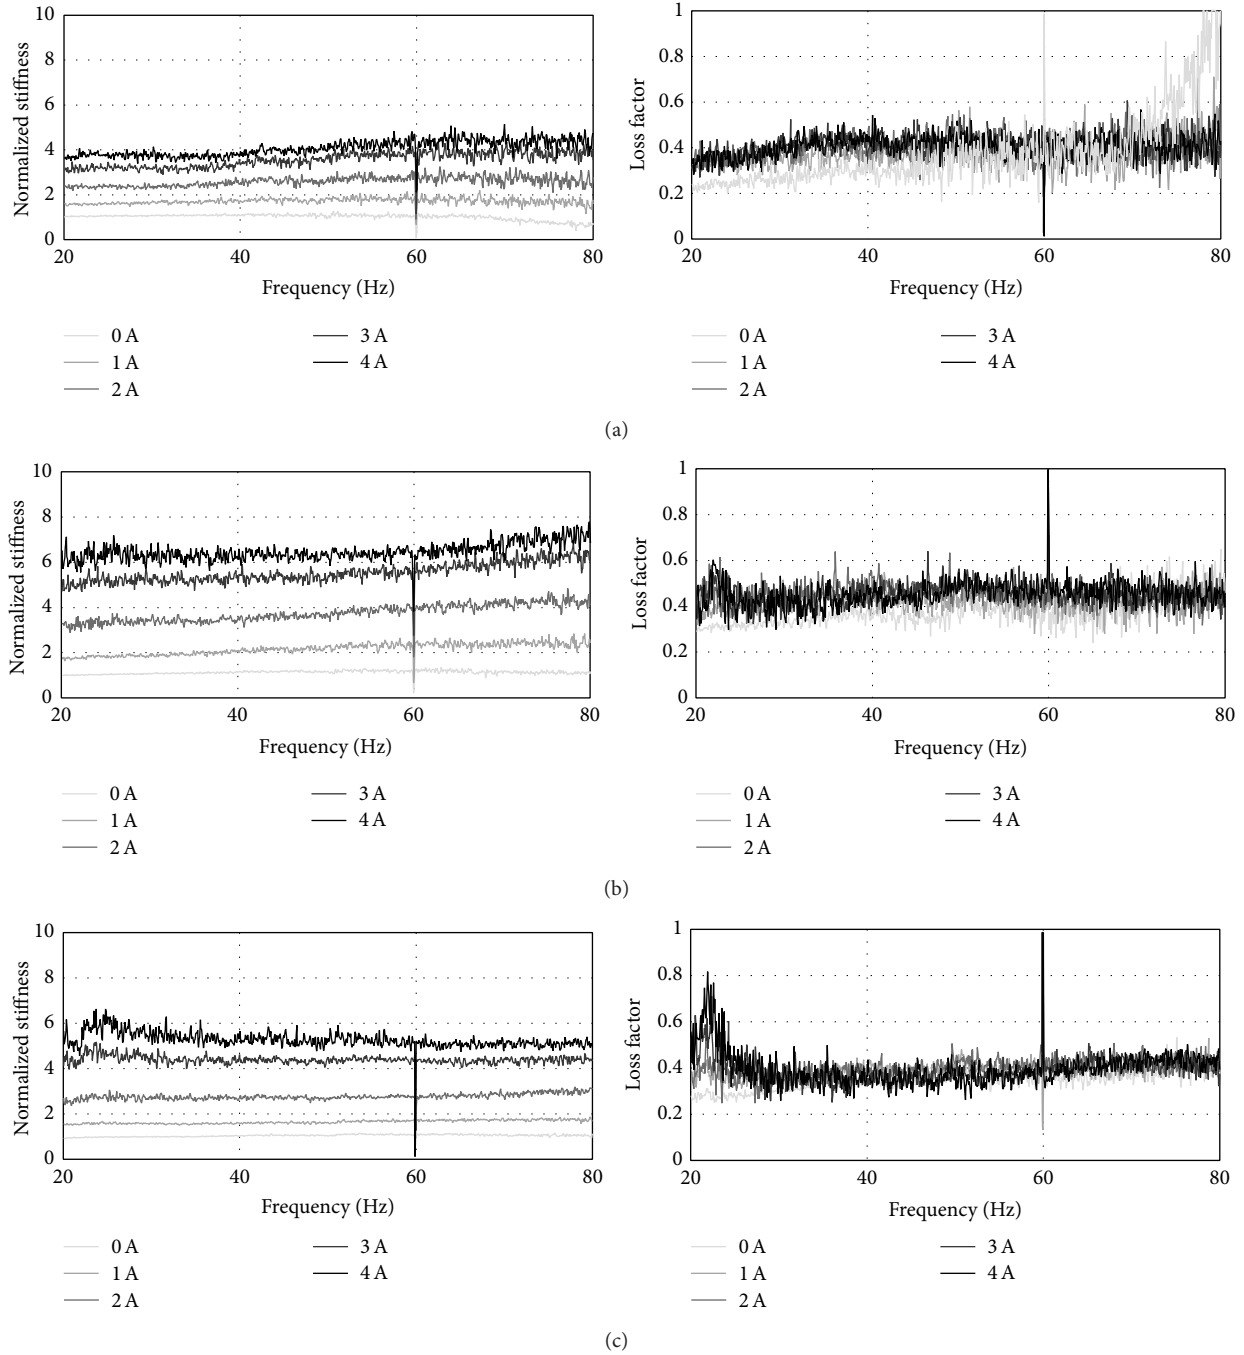 Normalized stiffness
10
8
6
4
2
0
20
40
60
80
Frequency (Hz)
0 A
1 A
2 A
3 A
4 A
Loss factor
1
0.8
0.6
0.4
0.2
0
20
40
60
80
Frequency (Hz)
0 A
1 A
2 A
3 A
4 A
(a)
Normalized stiffness
10
8
6
4
2
0
20
40
60
80
Frequency (Hz)
0 A
1 A
2 A
3 A
4 A
Loss factor
1
0.8
0.6
0.4
0.2
0
20
40
60
80
Frequency (Hz)
0 A
1 A
2 A
3 A
4 A
(b)
Normalized stiffness
10
8
6
4
2
0
20
40
60
80
Frequency (Hz)
0 A
1 A
2 A
3 A
4 A
Loss factor
1
0.8
0.6
0.4
0.2
0
20
40
60
80
Frequency (Hz)
0 A
1 A
2 A
3 A
4 A
(c)